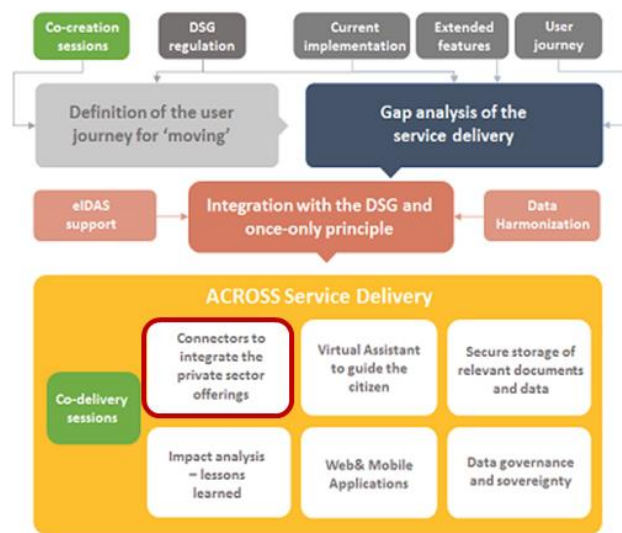 Co-creation
sessions
DSG
regulation
Current
implementation
Extended
features
User
journey
Definition of the user
journey for ‘moving’
Gap analysis of the
service delivery
eIDAS
support
Integration with the DSG and
once-only principle
Data
Harmonization
ACROSS Service Delivery
Co-delivery
sessions
Connectors to
integrate the
private sector
offerings
Virtual Assistant
to guide the
citizen
Secure storage of
relevant documents
and data
Impact analysis
– lessons
learned
Web& Mobile
Applications
Data governance
and sovereignty